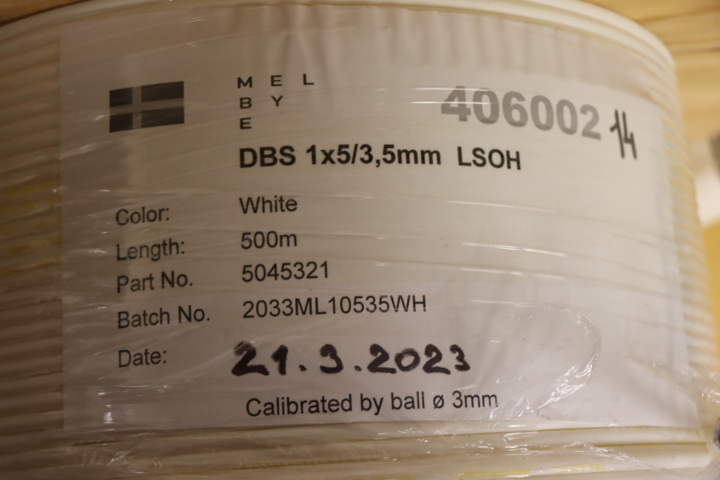 MEL
BY
E
406002 14
DBS 1x5/3,5mm LSOH
Color: White
Length: 500m
Part No. 5045321
Batch No. 2033ML10535WH
Date: 21.3.2023
Calibrated by ball ø 3mm